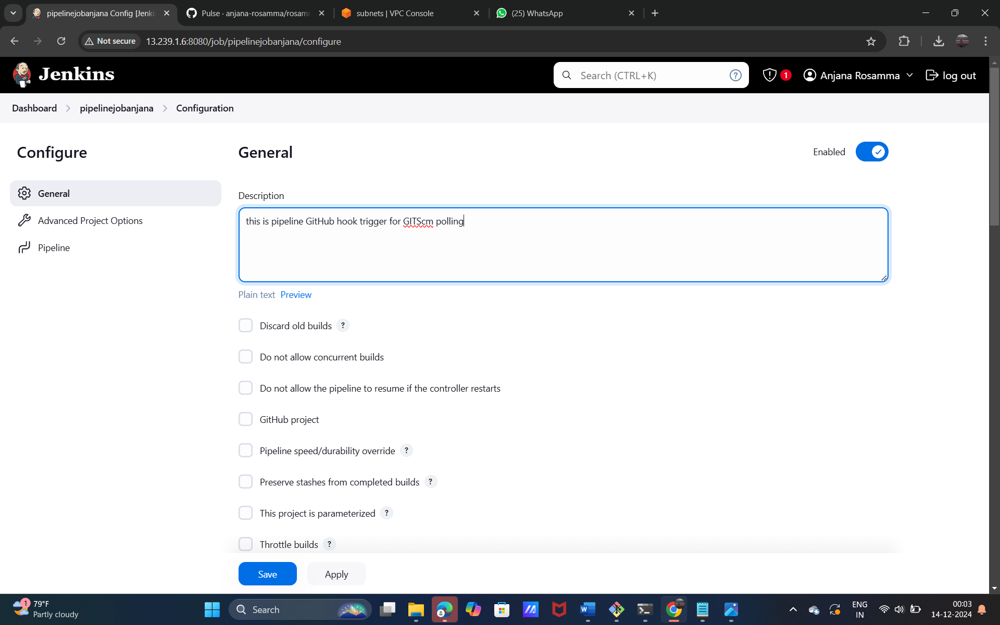 pipelinejobanjana Config [Jenki
Pulse · anjana-rosamma/rosam
subnets | VPC Console
(25) WhatsApp
Not secure
13.239.1.6:8080/job/pipelinejobanjana/configure
Jenkins
Search (CTRL+K)
?
1
Anjana Rosamma
log out
Dashboard
pipelinejobanjana
Configuration
Configure
General
Advanced Project Options
Pipeline
General
Enabled
Description
this is pipeline GitHub hook trigger for GITScm polling
Plain text Preview
Discard old builds ?
Do not allow concurrent builds
Do not allow the pipeline to resume if the controller restarts
GitHub project
Pipeline speed/durability override ?
Preserve stashes from completed builds ?
This project is parameterized ?
Throttle builds ?
Save
Apply
1
79°F
Partly cloudy
Search
ENG
IN
00:03
14-12-2024